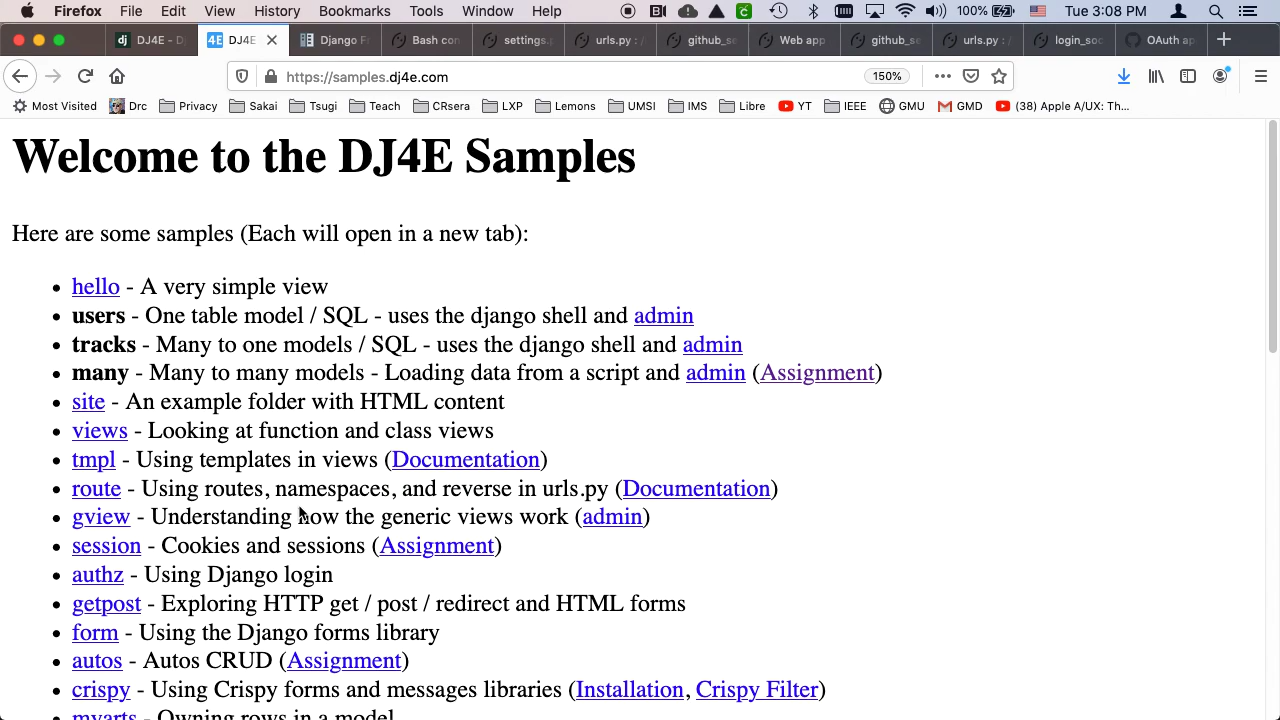 Firefox File Edit View History Bookmarks Tools Window Help 100% Tue 3:08 PM
DJ4E - D DJ4E Django Fr Bash con settings.p urls.py : github_se Web app github_se urls.py : login_soc OAuth ap
https://samples.dj4e.com 150%
Most Visited Drc Privacy Sakai Tsugi Teach CRsera LXP Lemons UMSI IMS Libre YT IEEE GMU GMD (38) Apple A/UX: Th...
Welcome to the DJ4E Samples
Here are some samples (Each will open in a new tab):
• hello - A very simple view
• users - One table model / SQL - uses the django shell and admin
• tracks - Many to one models / SQL - uses the django shell and admin
• many - Many to many models - Loading data from a script and admin (Assignment)
• site - An example folder with HTML content
• views - Looking at function and class views
• tmpl - Using templates in views (Documentation)
• route - Using routes, namespaces, and reverse in urls.py (Documentation)
• gview - Understanding how the generic views work (admin)
• session - Cookies and sessions (Assignment)
• authz - Using Django login
• getpost - Exploring HTTP get / post / redirect and HTML forms
• form - Using the Django forms library
• autos - Autos CRUD (Assignment)
• crispy - Using Crispy forms and messages libraries (Installation, Crispy Filter)
• myarts - Owning rows in a model